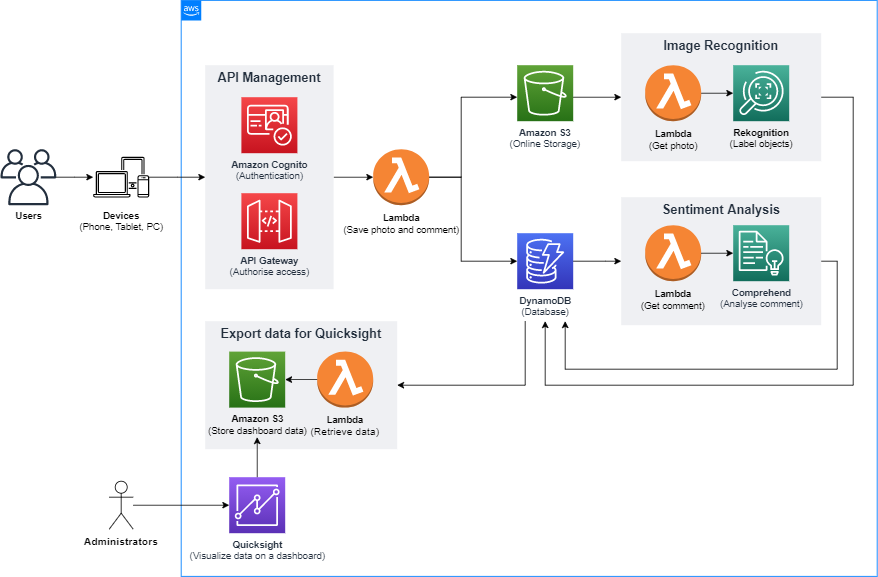 aws
Image Recognition
API Management
Amazon Cognito
(Authentication)
Amazon S3
(Online Storage)
Lambda
(Get photo)
Rekognition
(Label objects)
Users
Devices
(Phone, Tablet, PC)
Lambda
(Save photo and comment)
API Gateway
(Authorise access)
Sentiment Analysis
DynamoDB
(Database)
Lambda
(Get comment)
Comprehend
(Analyse comment)
Export data for Quicksight
Amazon S3
(Store dashboard data)
Lambda
(Retrieve data)
Administrators
Quicksight
(Visualize data on a dashboard)